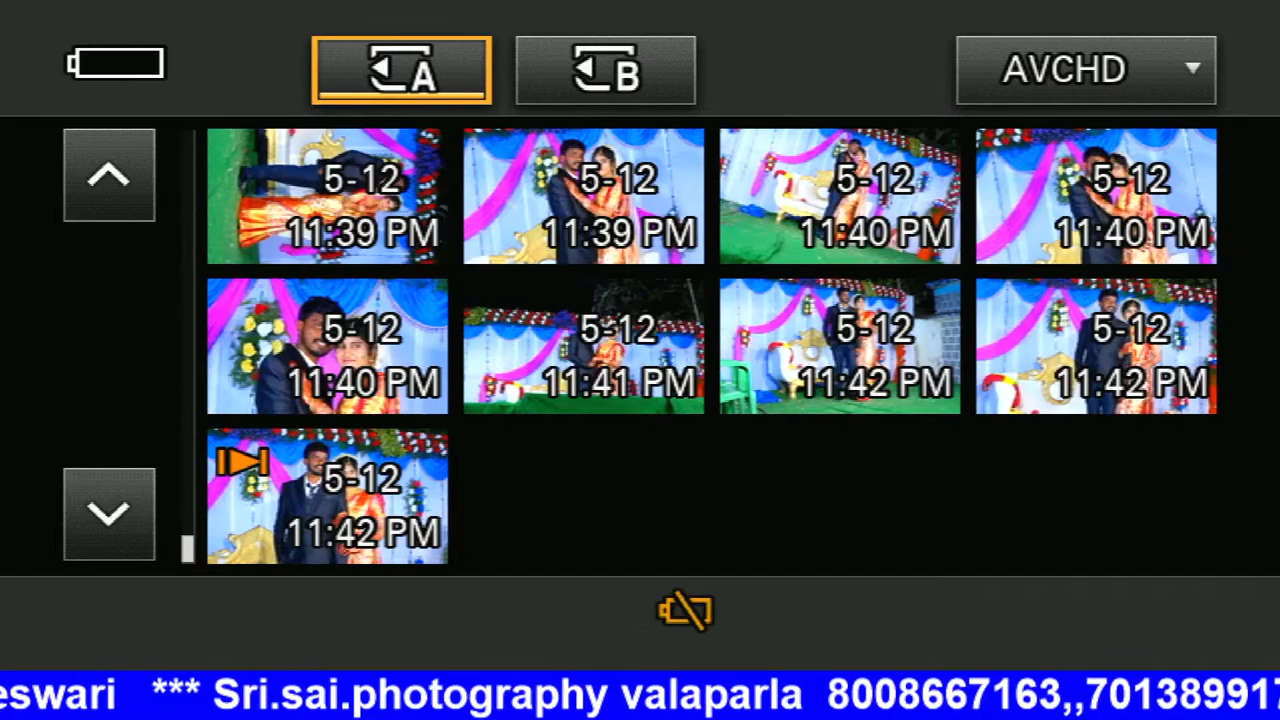 A
B
AVCHD
5-12
11:39 PM
5-12
11:39 PM
5-12
11:40 PM
5-12
11:40 PM
5-12
11:40 PM
5-12
11:41 PM
5-12
11:42 PM
5-12
11:42 PM
5-12
11:42 PM
eswari *** Sri.sai.photography valaparla 8008667163,,701389917